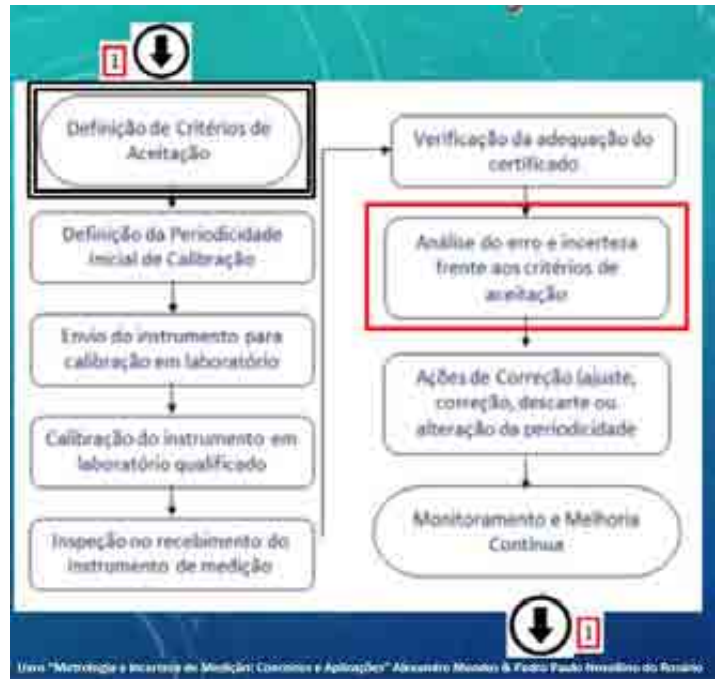 1
Definição de Critérios de
Aceitação
Definição da Periodicidade
Inicial de Calibração
Envio do instrumento para
calibração em laboratório
Calibração do instrumento em
laboratório qualificado
Inspeção no recebimento do
instrumento de medição
Verificação da adequação do
certificado
Análise do erro e incerteza
frente aos critérios de
aceitação
Ações de Correção (ajuste,
correção, descarte ou
alteração da periodicidade
Monitoramento e Melhoria
Contínua
1
Livro "Metrologia e Incerteza de Medição: Conceitos e Aplicações" Alexandre Mendes & Pedro Paulo Novellino do Rosário